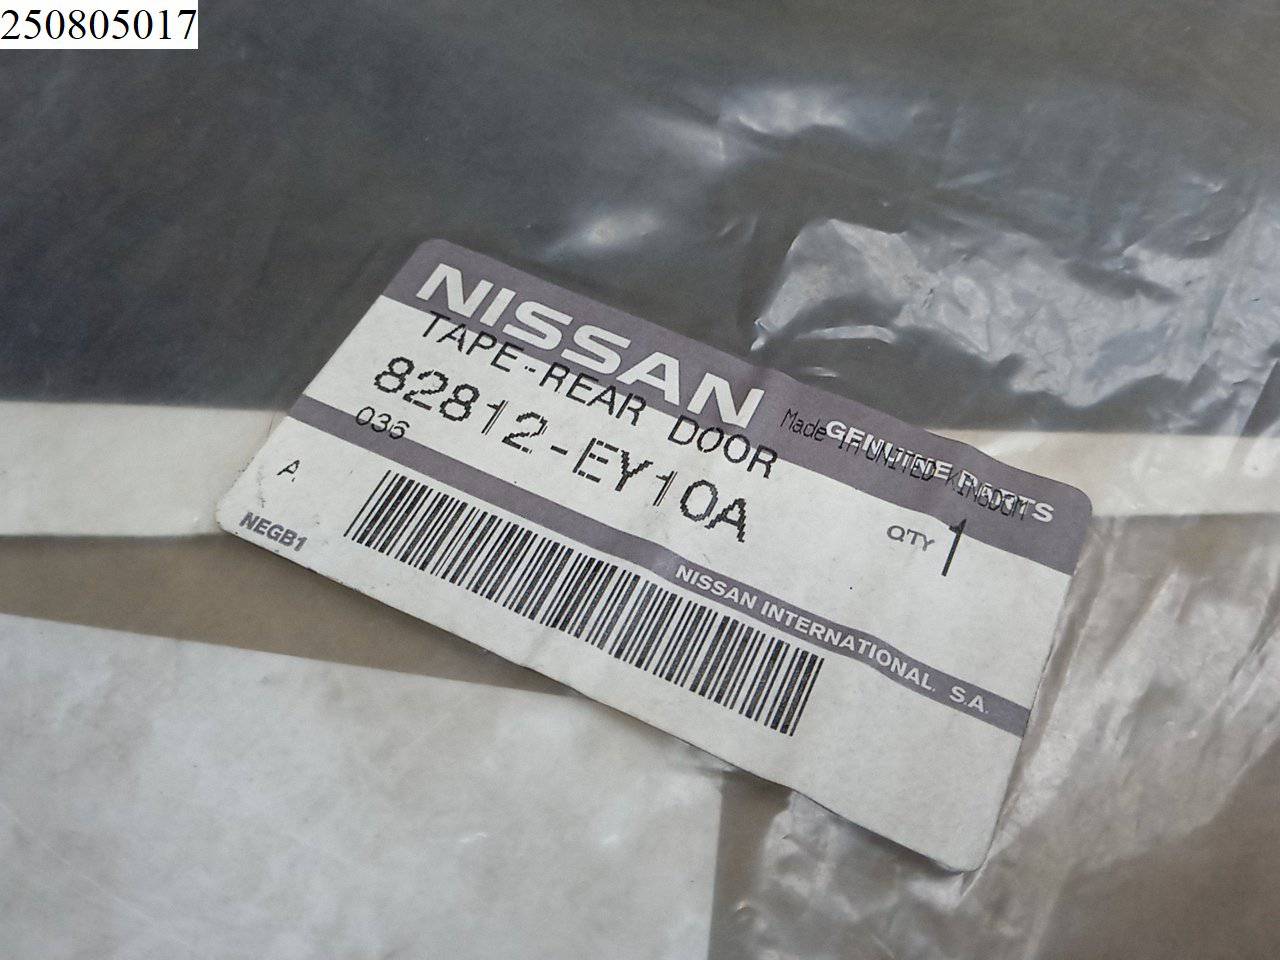 250805017
NISSAN
GENUINE PARTS
TAPE-REAR DOOR
Made in UNITED KINGDOM
82812-EY10A
036
QTY 1
A
NEGB1
NISSAN INTERNATIONAL, S.A.